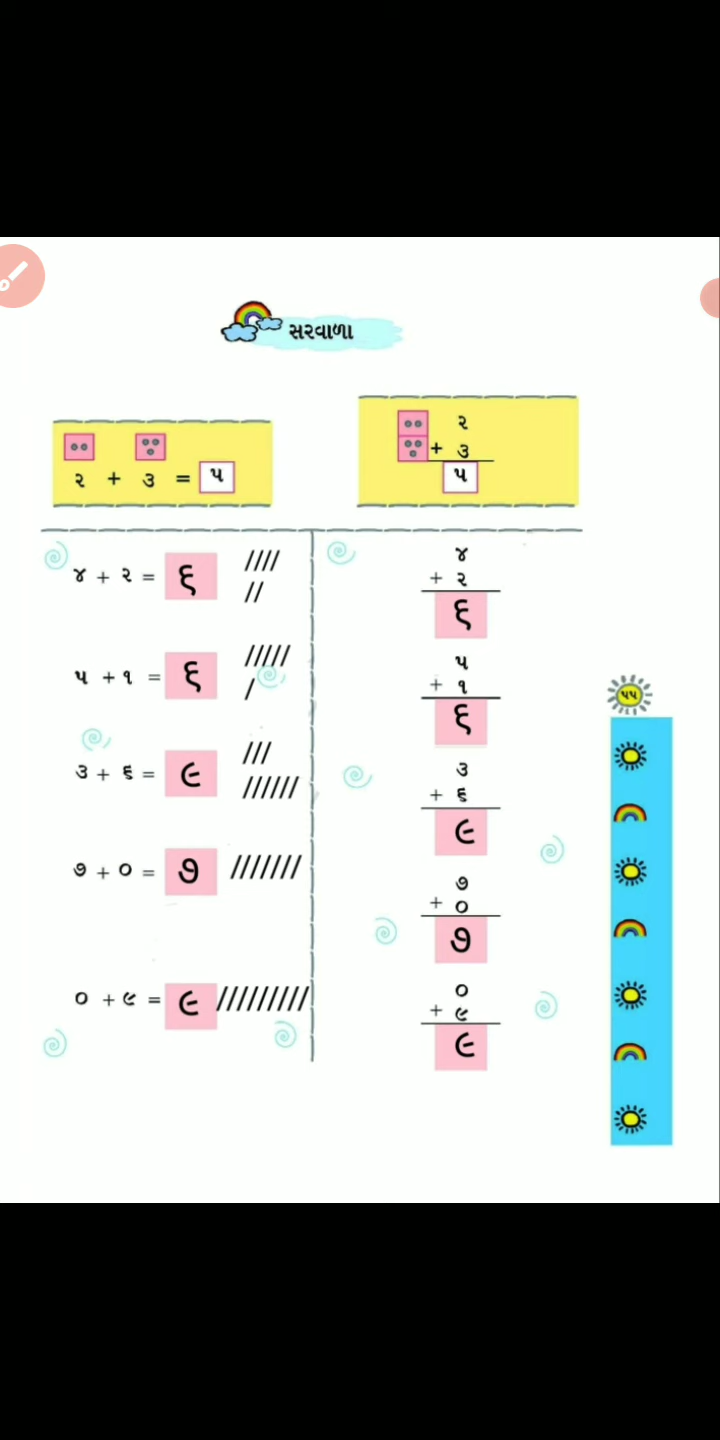 સરવાળા
૨ + ૩ = ૫
૨
+ ૩
૫
૪ + ૨ = ૬
૫ + ૧ = ૬
૩ + ૬ = ૯
૭ + ૦ = ૭
૦ + ૯ = ૯
૪
+ ૨
૬
૫
+ ૧
૬
૩
+ ૬
૯
૭
+ ૦
૭
૦
+ ૯
૯
૫૫